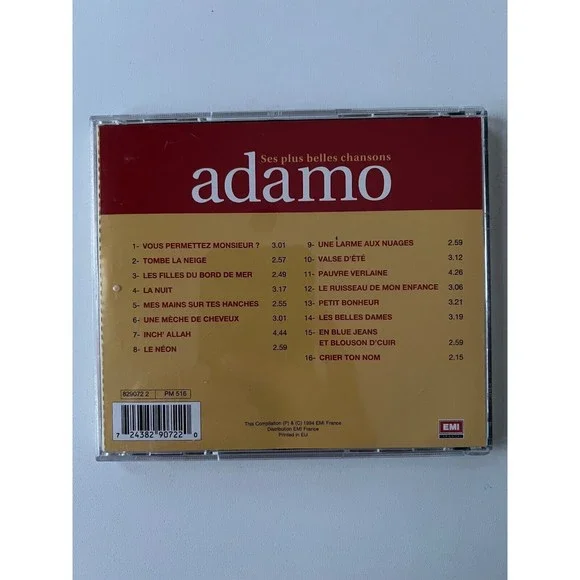 Ses plus belles chansons
adamo
1- VOUS PERMETTEZ MONSIEUR ? 3.01
2- TOMBE LA NEIGE 2.57
3- LES FILLES DU BORD DE MER 2.49
4- LA NUIT 3.17
5- MES MAINS SUR TES HANCHES 2.55
6- UNE MÈCHE DE CHEVEUX 3.01
7- INCH' ALLAH 4.44
8- LE NÉON 2.59
9- UNE LARME AUX NUAGES 2.59
10- VALSE D'ÉTÉ 3.12
11- PAUVRE VERLAINE 4.26
12- LE RUISSEAU DE MON ENFANCE 3.06
13- PETIT BONHEUR 3.21
14- LES BELLES DAMES 3.19
15- EN BLUE JEANS
ET BLOUSON D'CUIR 2.59
16- CRIER TON NOM 2.15
829072 2 PM 516
7 24382 90722 0
This Compilation (P) & (C) 1994 EMI France
Distribution EMI France
Printed in EU
EMI